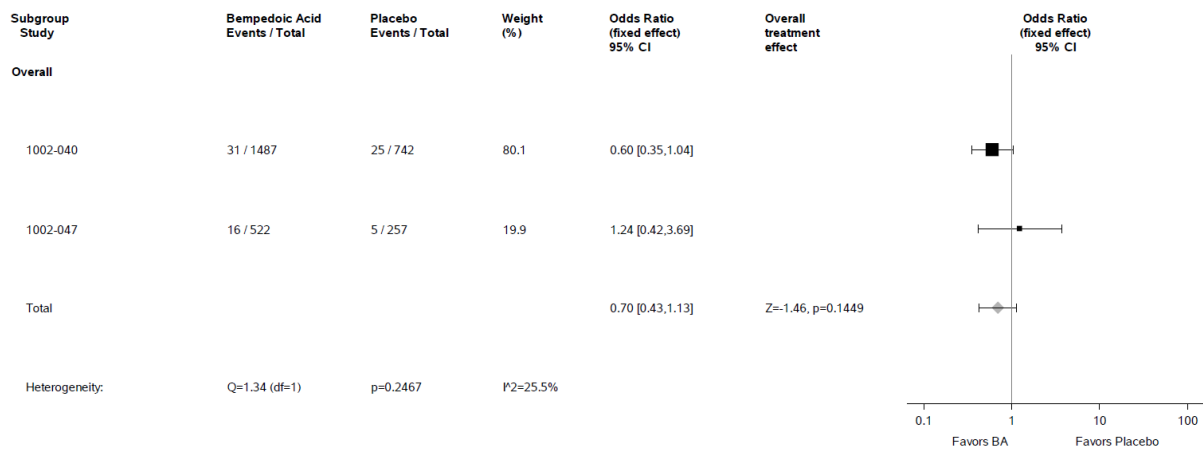 Subgroup Bempedoic Acid Placebo Weight Odds Ratio Overall Odds Ratio
Study Events / Total Events / Total (%) (fixed effect) treatment (fixed effect)
95% CI effect 95% CI
Overall
1002-040 31 / 1487 25 / 742 80.1 0.60 [0.35,1.04]
1002-047 16 / 522 5 / 257 19.9 1.24 [0.42,3.69]
Total 0.70 [0.43,1.13] Z=-1.46, p=0.1449
Heterogeneity: Q=1.34 (df=1) p=0.2467 I^2=25.5%
0.1 1 10 100
Favors BA Favors Placebo